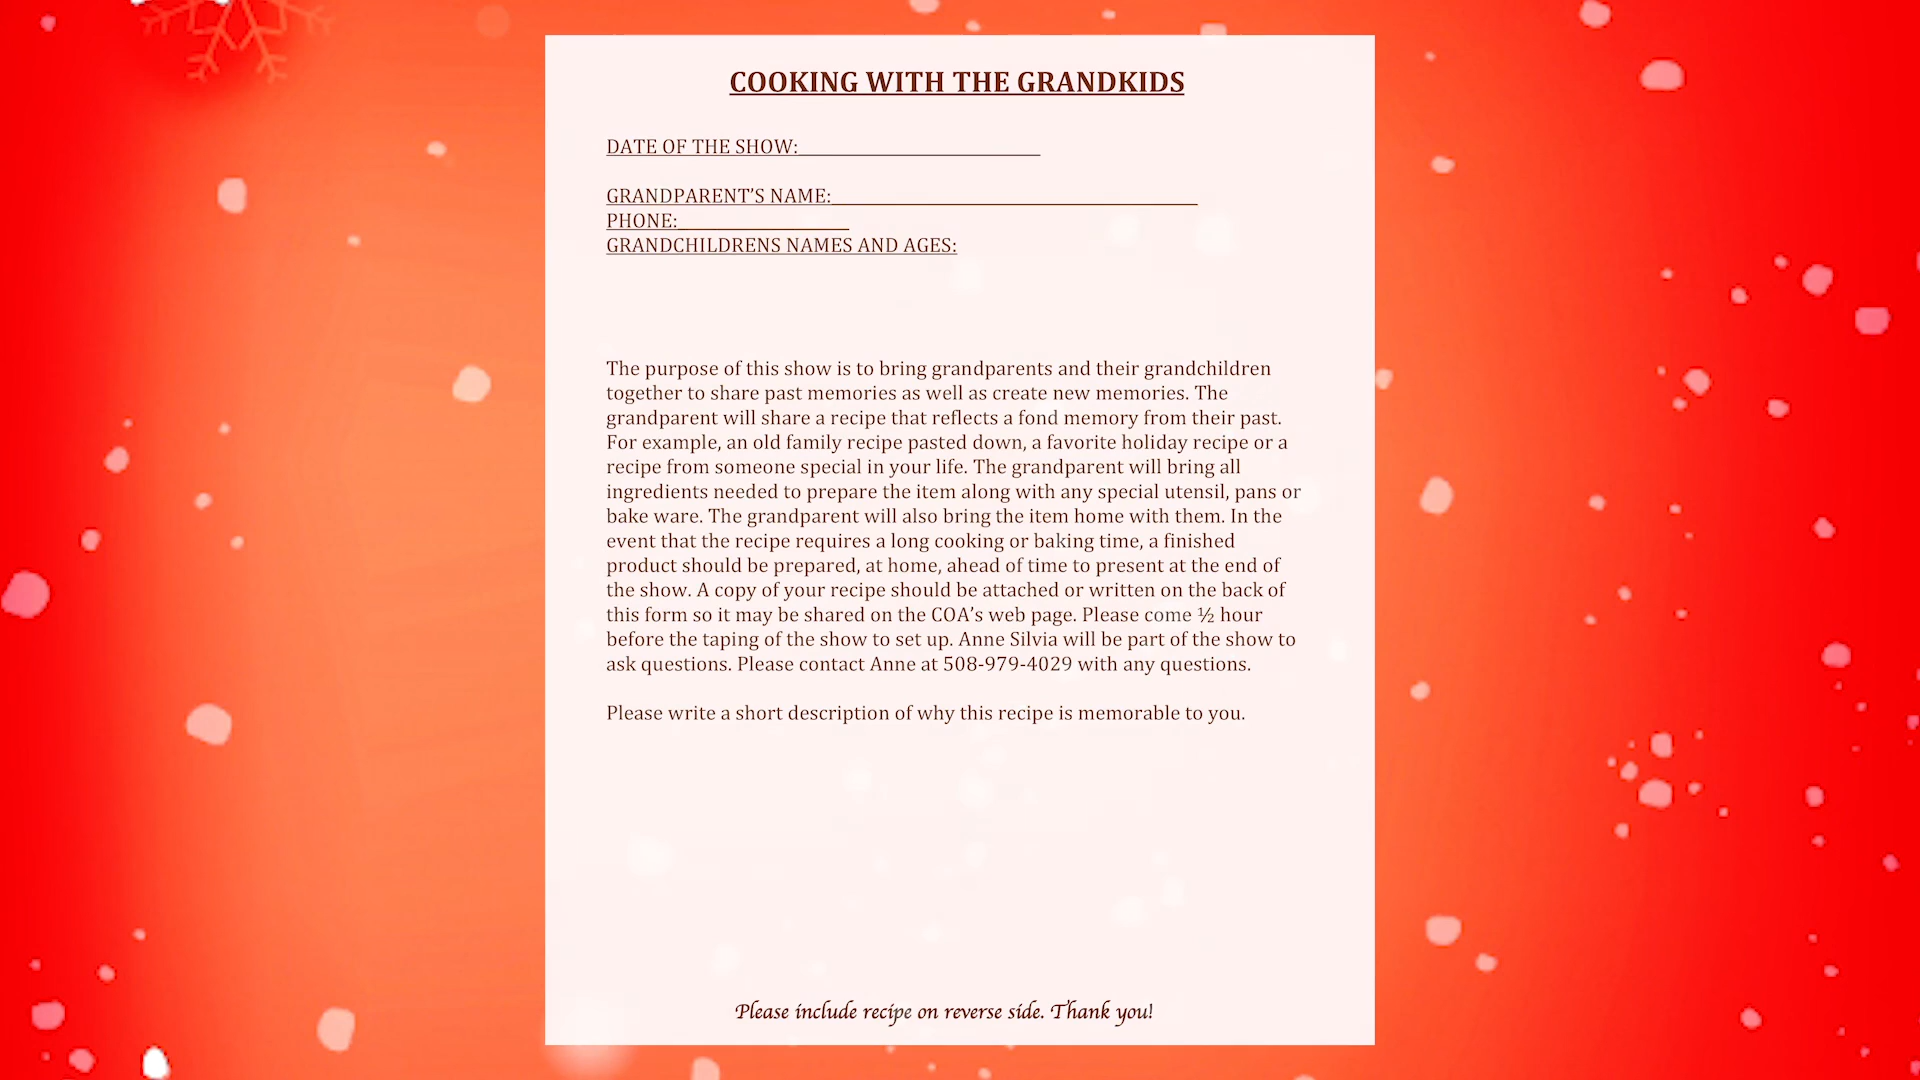 COOKING WITH THE GRANDKIDS
DATE OF THE SHOW:
GRANDPARENT’S NAME:
PHONE:
GRANDCHILDRENS NAMES AND AGES:
The purpose of this show is to bring grandparents and their grandchildren
together to share past memories as well as create new memories. The
grandparent will share a recipe that reflects a fond memory from their past.
For example, an old family recipe pasted down, a favorite holiday recipe or a
recipe from someone special in your life. The grandparent will bring all
ingredients needed to prepare the item along with any special utensil, pans or
bake ware. The grandparent will also bring the item home with them. In the
event that the recipe requires a long cooking or baking time, a finished
product should be prepared, at home, ahead of time to present at the end of
the show. A copy of your recipe should be attached or written on the back of
this form so it may be shared on the COA’s web page. Please come ½ hour
before the taping of the show to set up. Anne Silvia will be part of the show to
ask questions. Please contact Anne at 508-979-4029 with any questions.
Please write a short description of why this recipe is memorable to you.
Please include recipe on reverse side. Thank you!